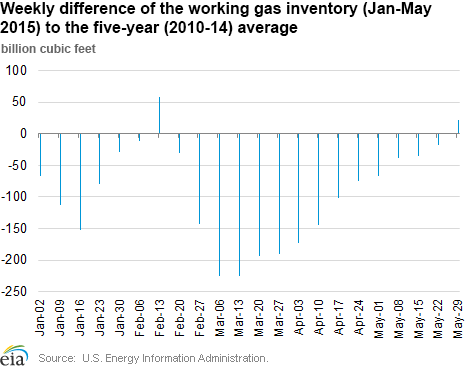 Weekly difference of the working gas inventory (Jan-May
2015) to the five-year (2010-14) average
billion cubic feet
100
50
0
-50
-100
-150
-200
-250
Jan-02
Jan-09
Jan-16
Jan-23
Jan-30
Feb-06
Feb-13
Feb-20
Feb-27
Mar-06
Mar-13
Mar-20
Mar-27
Apr-03
Apr-10
Apr-17
Apr-24
May-01
May-08
May-15
May-22
May-29
eia
Source: U.S. Energy Information Administration.